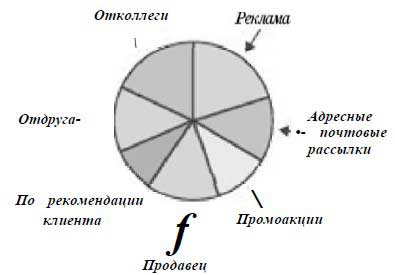 Отколлеги
Реклама
Отдруга-
Адресные
•- почтовые
рассылки
По рекомендации
клиента
Промоакции
f
\
Продавец